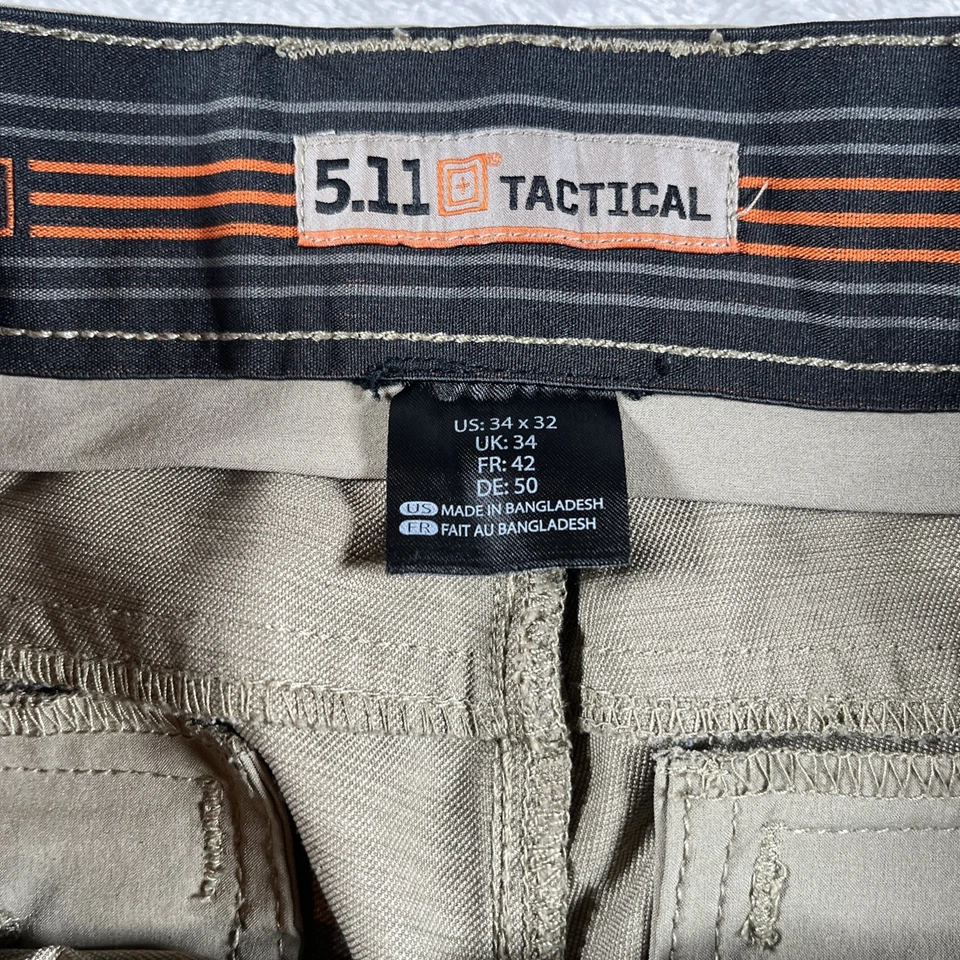 5.11 TACTICAL
US: 34 x 32
UK: 34
FR: 42
DE: 50
US MADE IN BANGLADESH
FR FAIT AU BANGLADESH